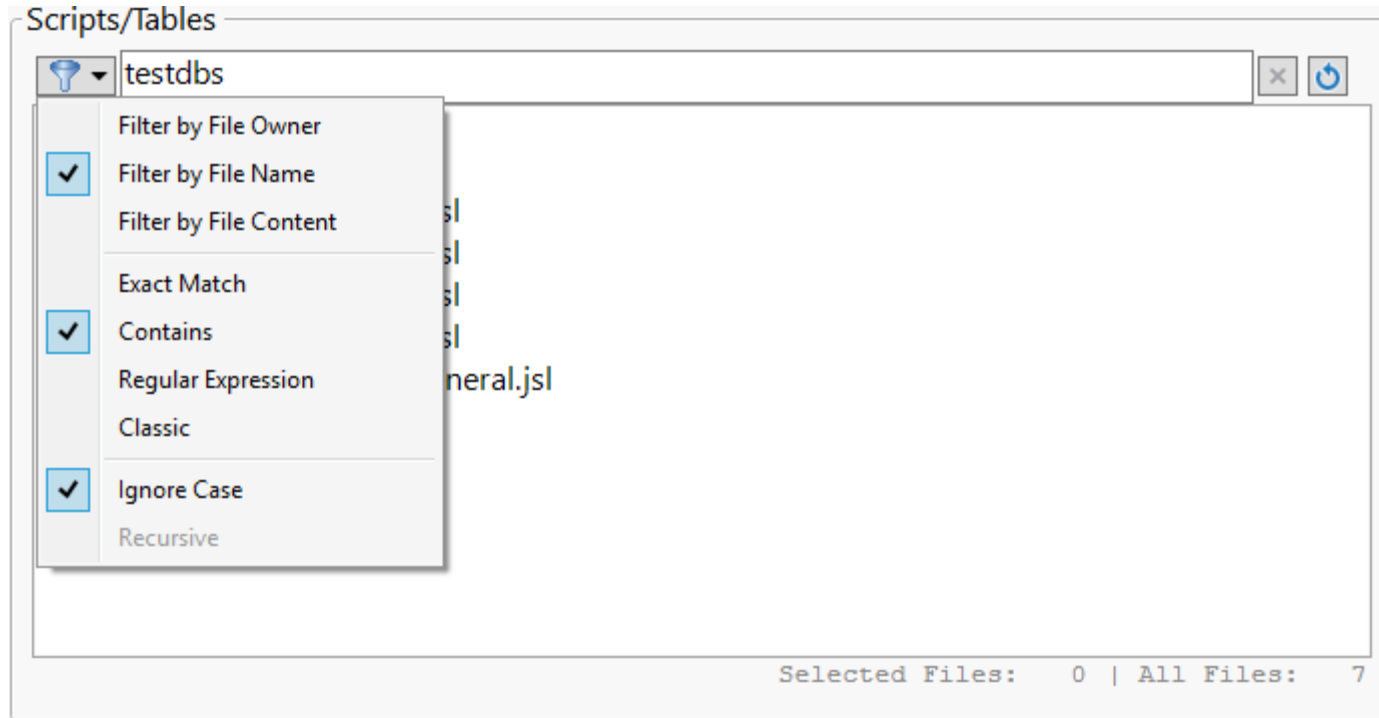 Scripts/Tables
testdbs
Filter by File Owner
Filter by File Name
Filter by File Content
Exact Match
Contains
Regular Expression
Classic
Ignore Case
Recursive
sl
sl
sl
sl
neral.jsl
Selected Files: 0 | All Files: 7